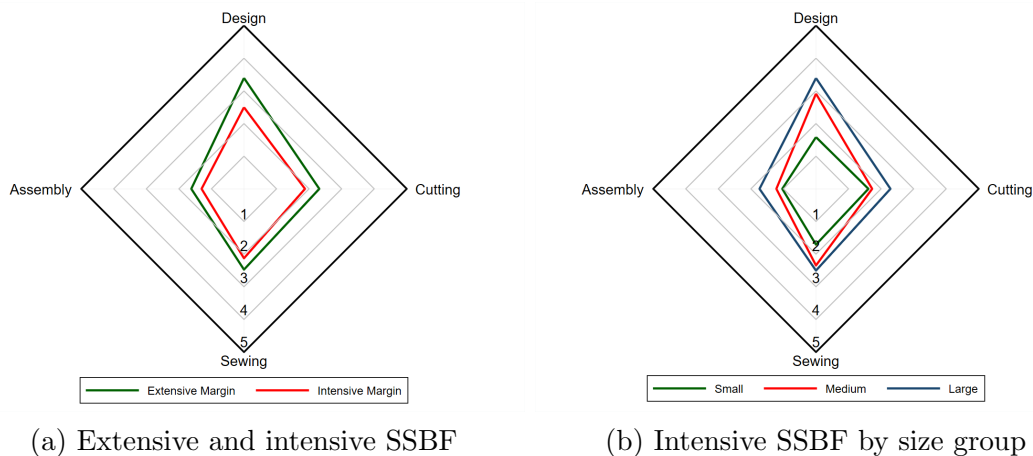 Design
Assembly
Cutting
1
2
3
4
5
Sewing
Extensive Margin Intensive Margin
(a) Extensive and intensive SSBF
Design
Assembly
Cutting
1
2
3
4
5
Sewing
Small Medium Large
(b) Intensive SSBF by size group